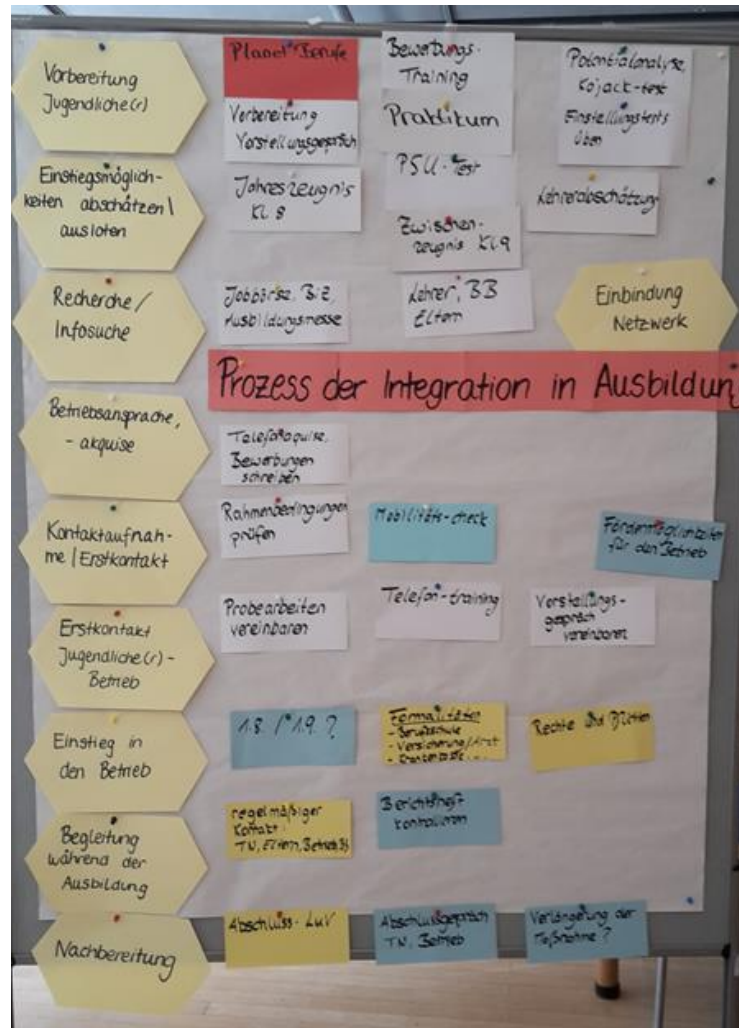 Vorbereitung
Jugendliche(r)
Planet Berufe
Bewerbungs-
Training
Potentialanalyse,
Kojack-test
Vorbereitung
Vorstellungsgespräch
Praktikum
Einstellungstests
üben
Einstiegsmöglich-
keiten abschätzen/
ausloten
Jahreszeugnis
Kl. 8
PSU-Test
Zwischen-
zeugnis Kl.9
Lehrerabschätzung
Recherche/
Infosuche
Jobbörse, BiZ,
Ausbildungsmesse
Lehrer, BB
Eltern
Einbindung
Netzwerk
Prozess der Integration in Ausbildung
Betriebsansprache,
- akquise
Telefonaquise,
Bewerbungen
schreiben
Kontaktaufnah-
me / Erstkontakt
Rahmenbedingungen
prüfen
Mobilitäts-check
Fördermöglichkeiten
für den Betrieb
Erstkontakt
Jugendliche(r)-
Betrieb
Probearbeiten
vereinbaren
Telefon-training
Vorstellungs-
gespräch
vereinbaren
Einstieg in
den Betrieb
1.8. / 1.9. ?
Formalitäten
- Berufsschule
- Versicherung/Arzt
- Krankenkasse...
Rechte und Pflichten
Begleitung
während der
Ausbildung
regelmäßiger
Kontakt:
TN, Eltern, Betrieb,
Berichtsheft
kontrollieren
Nachbereitung
Abschluss-LuV
Abschlussgespräch
TN, Betrieb
Verlängerung der
Maßnahme?